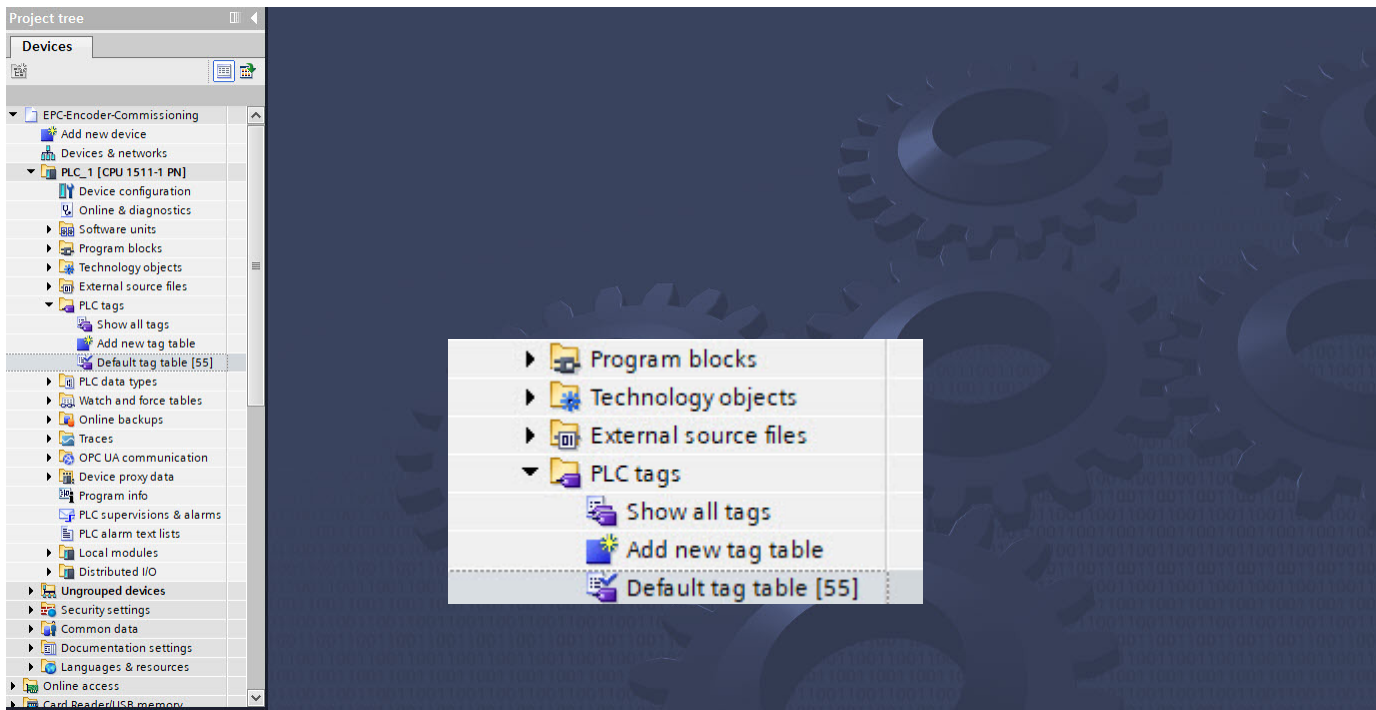 Project tree
Devices
EPC-Encoder-Commissioning
Add new device
Devices & networks
PLC_1 [CPU 1511-1 PN]
Device configuration
Online & diagnostics
Software units
Program blocks
Technology objects
External source files
PLC tags
Show all tags
Add new tag table
Default tag table [55]
PLC data types
Watch and force tables
Online backups
Traces
OPC UA communication
Device proxy data
Program info
PLC supervisions & alarms
PLC alarm text lists
Local modules
Distributed I/O
Ungrouped devices
Security settings
Common data
Documentation settings
Languages & resources
Online access
Card Reader/USB memory
Program blocks
Technology objects
External source files
PLC tags
Show all tags
Add new tag table
Default tag table [55]